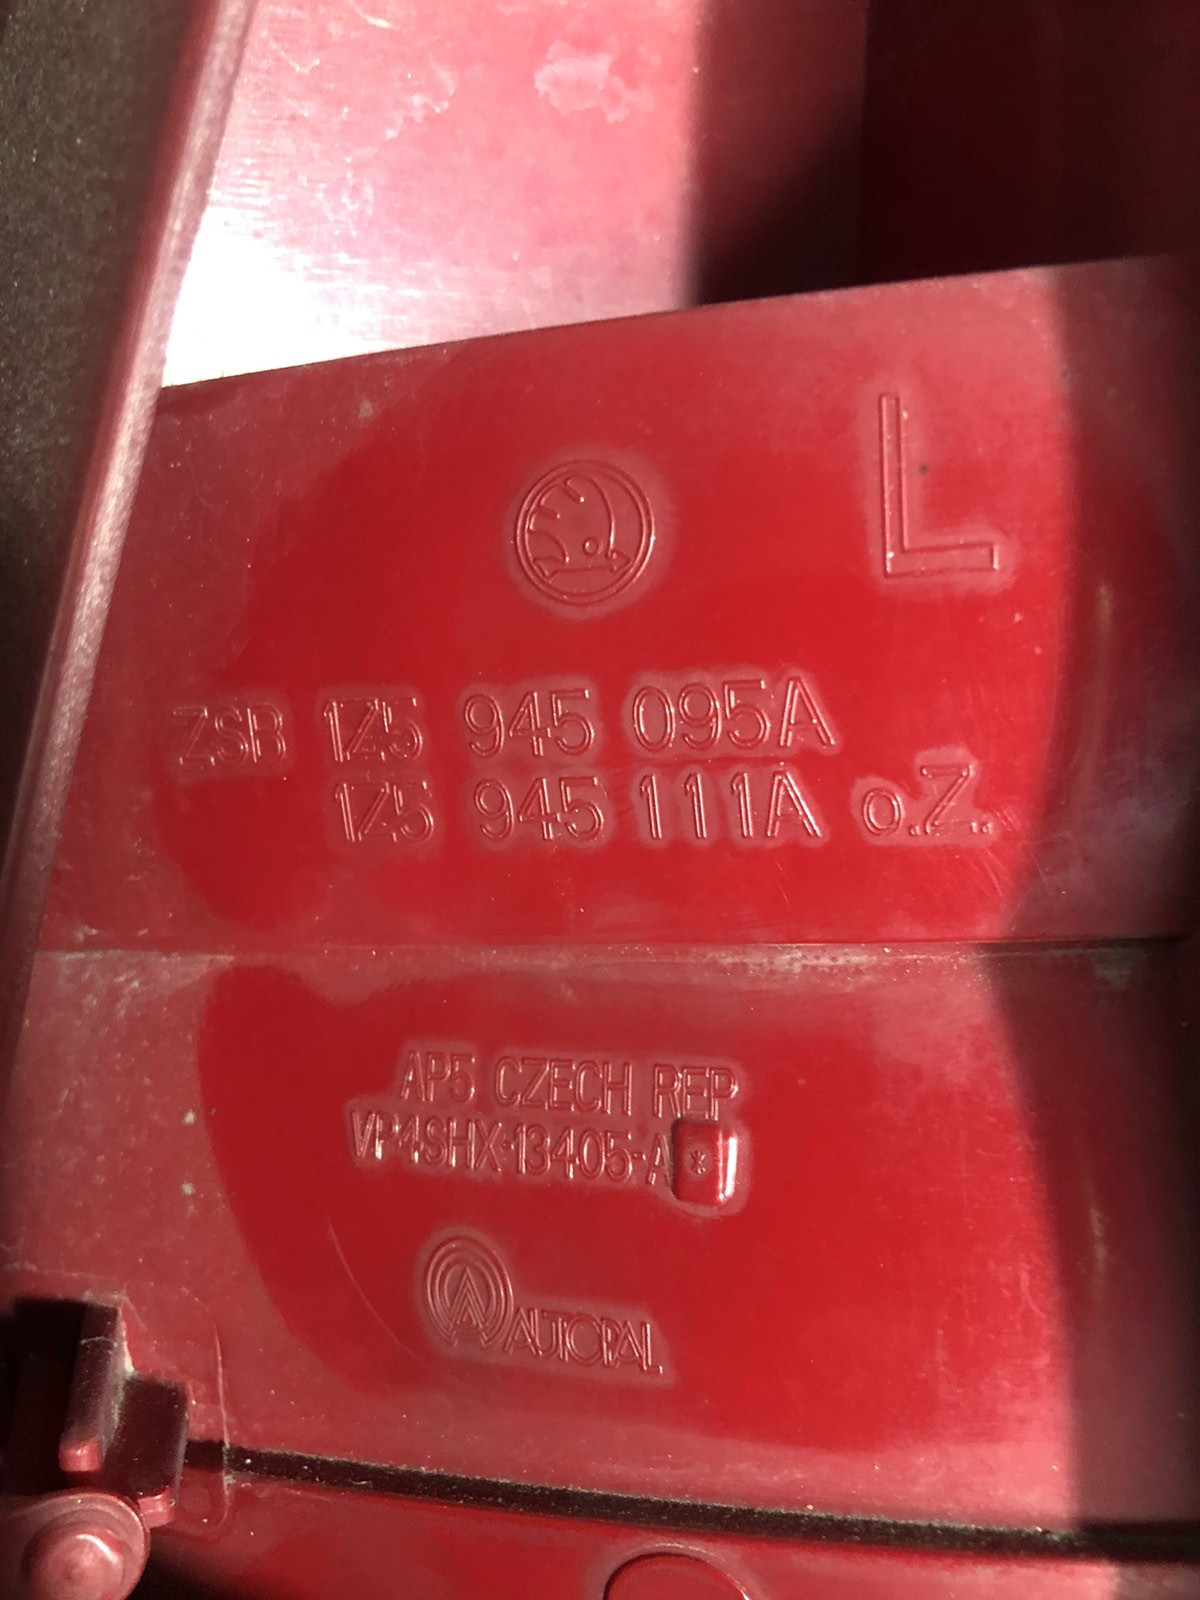 L
ZSB 1Z5 945 095A
1Z5 945 111A o.Z.
AP5 CZECH REP
VP4SHX-13405-A*
AUTOPAL